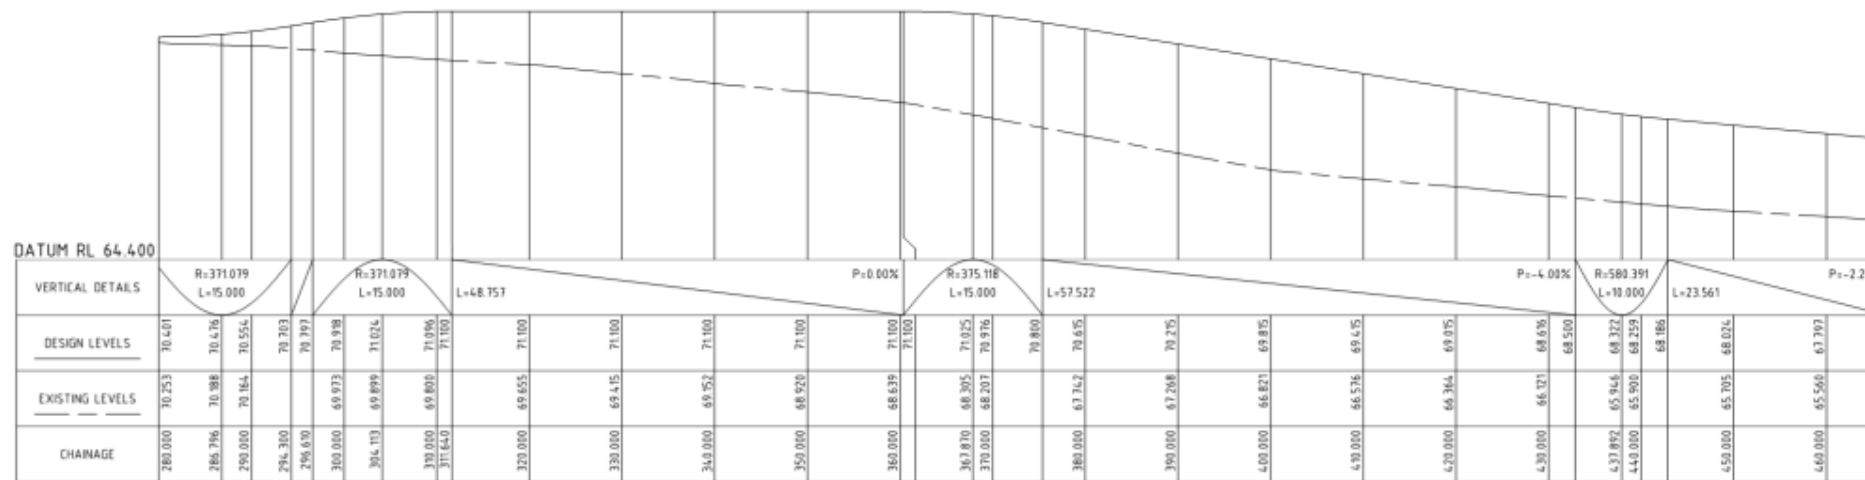 DATUM RL 64.400
VERTICAL DETAILS
R=371.079
L=15.000
R=371.079
L=15.000
L=48.757
P=0.00%
R=375.118
L=15.000
L=57.522
P=-4.00%
R=580.391
L=10.000
L=23.561
P=-2.2
DESIGN LEVELS
70.401 70.476 70.554 70.703 70.797 70.918 71.024 71.096 71.100 71.100 71.100 71.100 71.100 71.100 71.100 71.025 70.976 70.800 70.615 70.215 69.815 69.415 69.015 68.616 68.500 68.322 68.259 68.186 68.024 67.797
EXISTING LEVELS
70.253 70.188 70.164 69.973 69.899 69.800 69.655 69.415 69.152 68.920 68.639 68.305 68.207 67.742 67.268 66.821 66.576 66.364 66.121 65.946 65.900 65.705 65.560
CHAINAGE
280.000 286.796 290.000 294.300 296.610 300.000 304.113 310.000 311.640 320.000 330.000 340.000 350.000 360.000 367.870 370.000 380.000 390.000 400.000 410.000 420.000 430.000 437.892 440.000 450.000 460.000